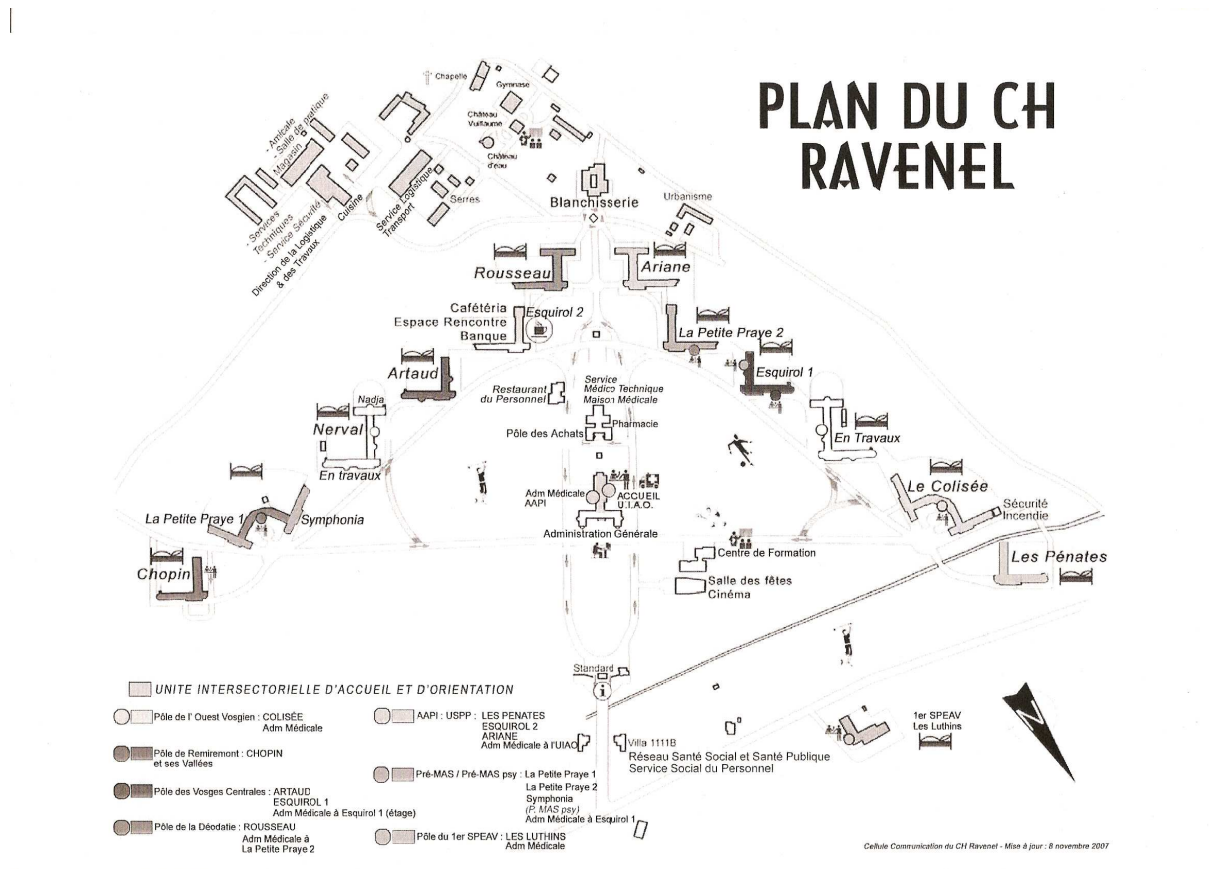 PLAN DU CH
RAVENEL
Chapelle
Gymnase
Château
Vuillaume
Château
d'eau
- Amicale
- Salle de pratique
Magasin
- Services
Techniques
- Service Sécurité
Direction de la Logistique
& des Travaux
Cuisine
Service Logistique
Transport
Serres
Blanchisserie
Urbanisme
Rousseau
Ariane
Cafétéria
Espace Rencontre
Banque
Esquirol 2
La Petite Praye 2
Artaud
Esquirol 1
Restaurant
du Personnel
Service
Médico Technique
Maison Médicale
Nadja
Nerval
En travaux
Pharmacie
Pôle des Achats
En Travaux
Adm Médicale
AAPI
ACCUEIL
U.I.A.O.
Administration Générale
Le Colisée
Sécurité
Incendie
La Petite Praye 1
Symphonia
Centre de Formation
Les Pénates
Chopin
Salle des fêtes
Cinéma
Standard
i
UNITE INTERSECTORIELLE D'ACCUEIL ET D'ORIENTATION
Pôle de l' Ouest Vosgien : COLISÉE
Adm Médicale
Pôle de Remiremont : CHOPIN
et ses Vallées
Pôle des Vosges Centrales : ARTAUD
ESQUIROL 1
Adm Médicale à Esquirol 1 (étage)
Pôle de la Déodatie : ROUSSEAU
Adm Médicale à
La Petite Praye 2
AAPI : USPP : LES PENATES
ESQUIROL 2
ARIANE
Adm Médicale à l'UIAO
Pré-MAS / Pré-MAS psy : La Petite Praye 1
La Petite Praye 2
Symphonia
(P. MAS psy)
Adm Médicale à Esquirol 1
Pôle du 1er SPEAV : LES LUTHINS
Adm Médicale
Villa 1111B
Réseau Santé Social et Santé Publique
Service Social du Personnel
1er SPEAV
Les Luthins
N
Cellule Communication du CH Ravenel - Mise à jour : 8 novembre 2007